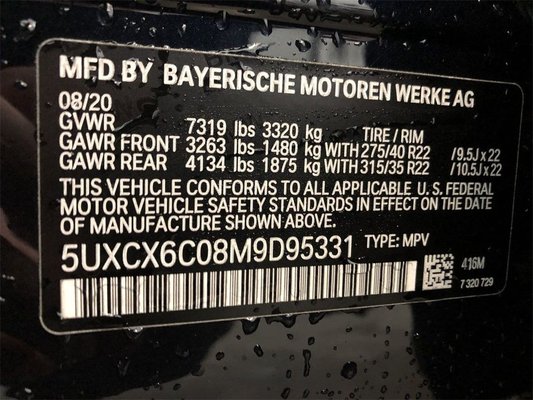 MFD BY BAYERISCHE MOTOREN WERKE AG
08/20
GVWR 7319 lbs 3320 kg TIRE / RIM
GAWR FRONT 3263 lbs 1480 kg WITH 275/40 R22 /9.5J x 22
GAWR REAR 4134 lbs 1875 kg WITH 315/35 R22 /10.5J x 22
THIS VEHICLE CONFORMS TO ALL APPLICABLE U. S. FEDERAL
MOTOR VEHICLE SAFETY STANDARDS IN EFFECT ON THE DATE
OF MANUFACTURE SHOWN ABOVE.
5UXCX6C08M9D95331 TYPE: MPV
416M
7 320 729